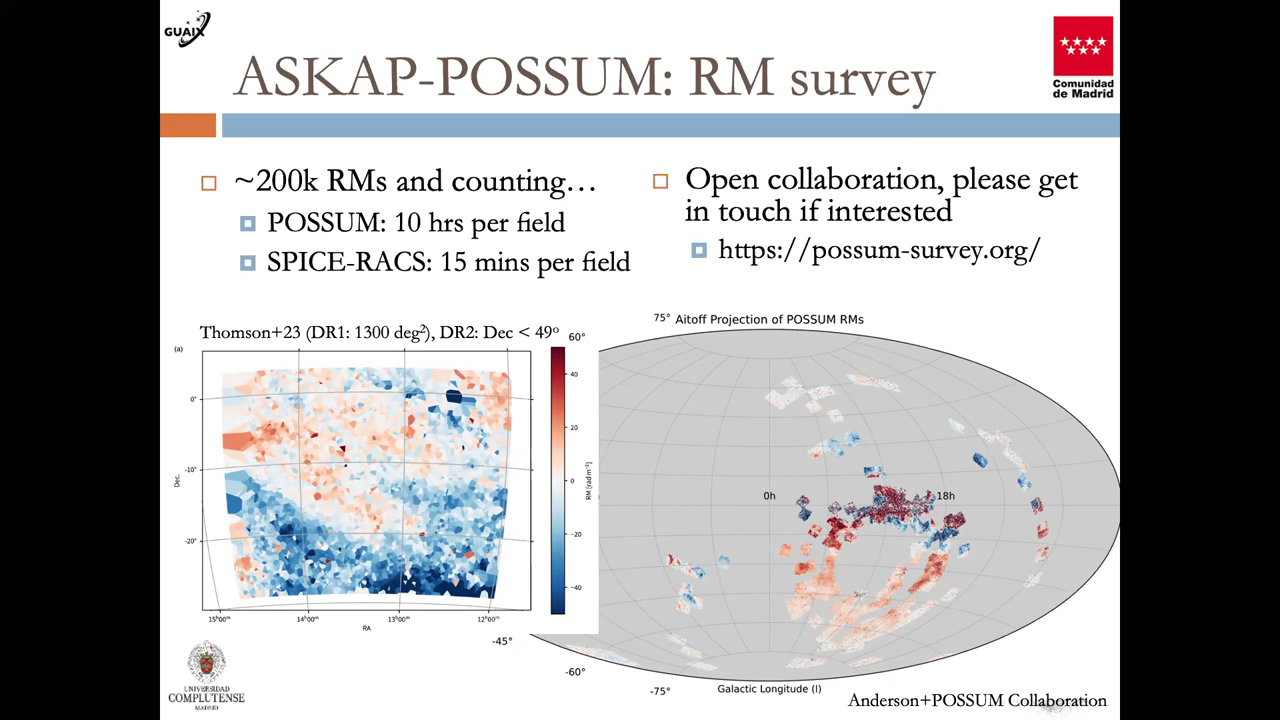 GUAIX
ASKAP-POSSUM: RM survey
Comunidad
de Madrid
~200k RMs and counting…
POSSUM: 10 hrs per field
SPICE-RACS: 15 mins per field
Open collaboration, please get
in touch if interested
https://possum-survey.org/
Thomson+23 (DR1: 1300 deg²), DR2: Dec < 49º
(a)
0°
-10°
-20°
Dec.
15ʰ00ᵐ
14ʰ00ᵐ
13ʰ00ᵐ
12ʰ00ᵐ
RA
40
20
0
−20
−40
RM [rad m⁻²]
75°
Aitoff Projection of POSSUM RMs
60°
0h
18h
-45°
-60°
-75°
Galactic Longitude (l)
Anderson+POSSUM Collaboration
UNIVERSIDAD
COMPLUTENSE
MADRID